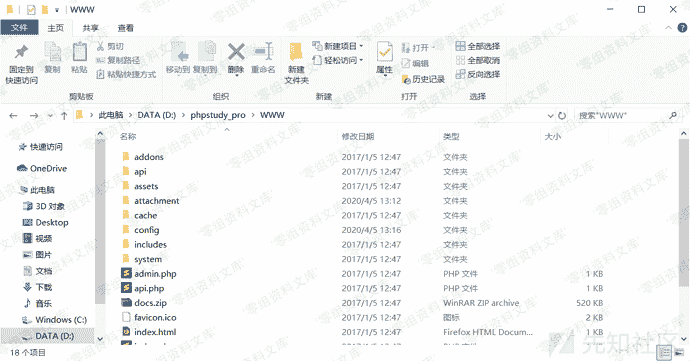 WWW
文件 主页 共享 查看
固定到快速访问 复制 粘贴 剪切 复制路径 粘贴快捷方式 移动到 复制到 删除 重命名 新建文件夹 新建项目 轻松访问 属性 打开 编辑 历史记录 全部选择 全部取消 反向选择
剪贴板 组织 新建 打开 选择
此电脑 DATA (D:) phpstudy_pro WWW 搜索"WWW"
名称 修改日期 类型 大小
快速访问
OneDrive
此电脑
3D 对象
Desktop
视频
图片
文档
下载
音乐
Windows (C:)
DATA (D:)
addons 2017/1/5 12:47 文件夹
api 2017/1/5 12:47 文件夹
assets 2017/1/5 12:47 文件夹
attachment 2020/4/5 13:12 文件夹
cache 2017/1/5 12:47 文件夹
config 2020/4/5 13:16 文件夹
includes 2017/1/5 12:47 文件夹
system 2017/1/5 12:47 文件夹
admin.php 2017/1/5 12:47 PHP 文件 1 KB
api.php 2017/1/5 12:47 PHP 文件 1 KB
docs.zip 2017/1/5 12:47 WinRAR ZIP archive 520 KB
favicon.ico 2017/1/5 12:47 图标 2 KB
index.html 2017/1/5 12:47 Firefox HTML Docum... 1 KB
18 个项目
零组资料文库
先知社区